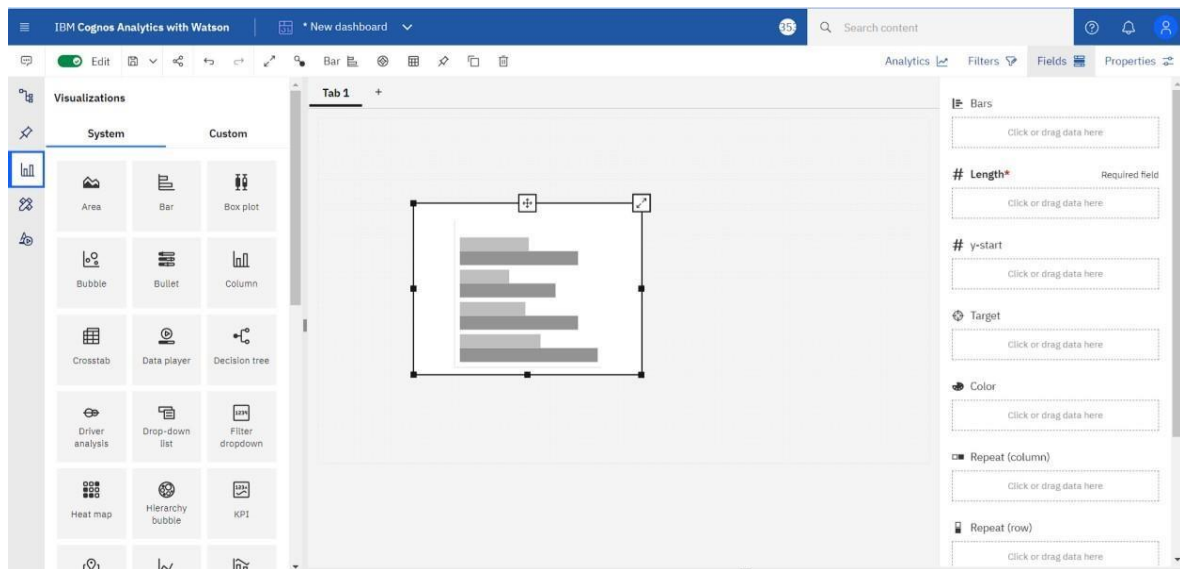 IBM Cognos Analytics with Watson
* New dashboard
353
Search content
Edit
Bar
Analytics
Filters
Fields
Properties
Visualizations
System
Custom
Area
Bar
Box plot
Bubble
Bullet
Column
Crosstab
Data player
Decision tree
Driver
analysis
Drop-down
list
1234
Filter
dropdown
Heat map
Hierarchy
bubble
KPI
Tab 1
+
Bars
Click or drag data here
# Length*
Required field
Click or drag data here
# y-start
Click or drag data here
Target
Click or drag data here
Color
Click or drag data here
Repeat (column)
Click or drag data here
Repeat (row)
Click or drag data here